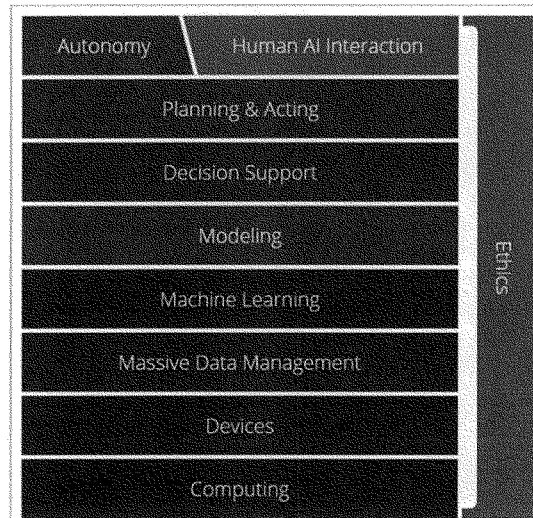 Autonomy Human AI Interaction
Planning & Acting
Decision Support
Modeling
Machine Learning
Massive Data Management
Devices
Computing
Ethics